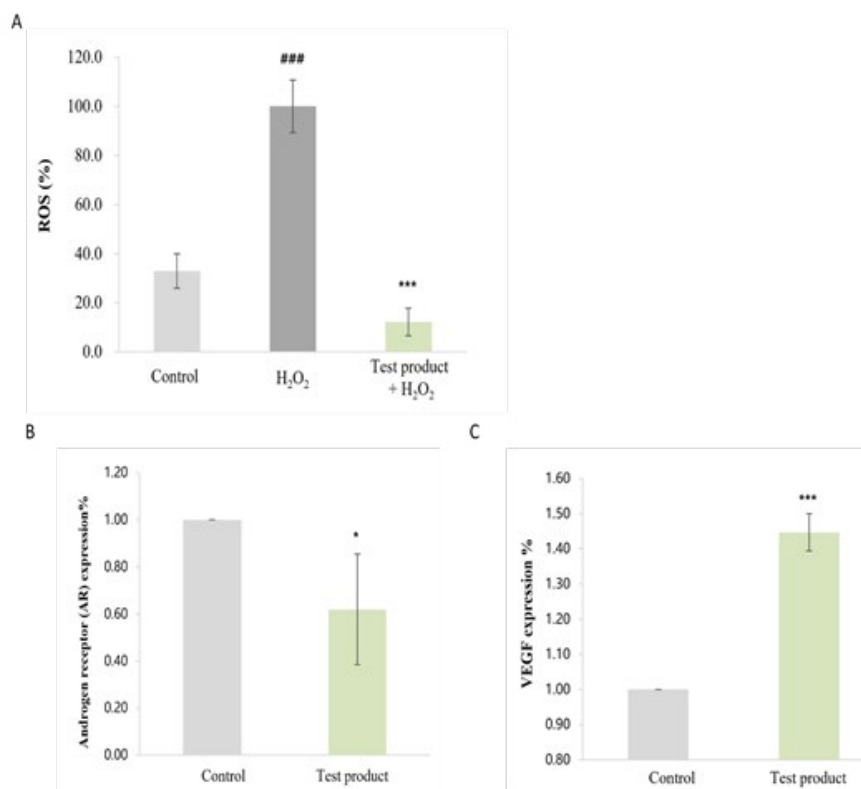 A
120.0
100.0
80.0
60.0
40.0
20.0
0.0
ROS (%)
###
***
Control
H₂O₂
Test product
+ H₂O₂
B
1.20
1.00
0.80
0.60
0.40
0.20
0.00
Androgen receptor (AR) expression%
*
Control
Test product
C
1.60
1.50
1.40
1.30
1.20
1.10
1.00
0.90
0.80
VEGF expression %
***
Control
Test product